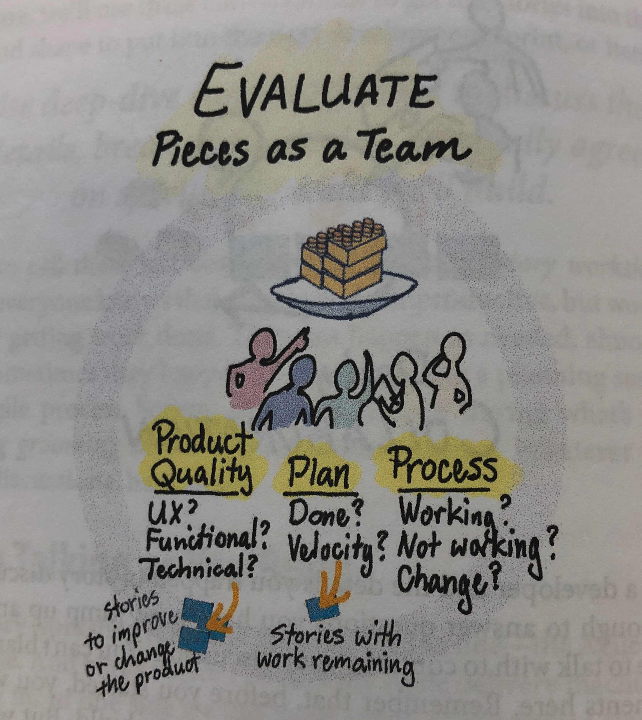 EVALUATE
Pieces as a Team
Product
Quality
UX?
Functional?
Technical?
stories
to improve
or change
the product
Plan
Done?
Velocity?
Stories with
work remaining
Process
Working?
Not working?
Change?